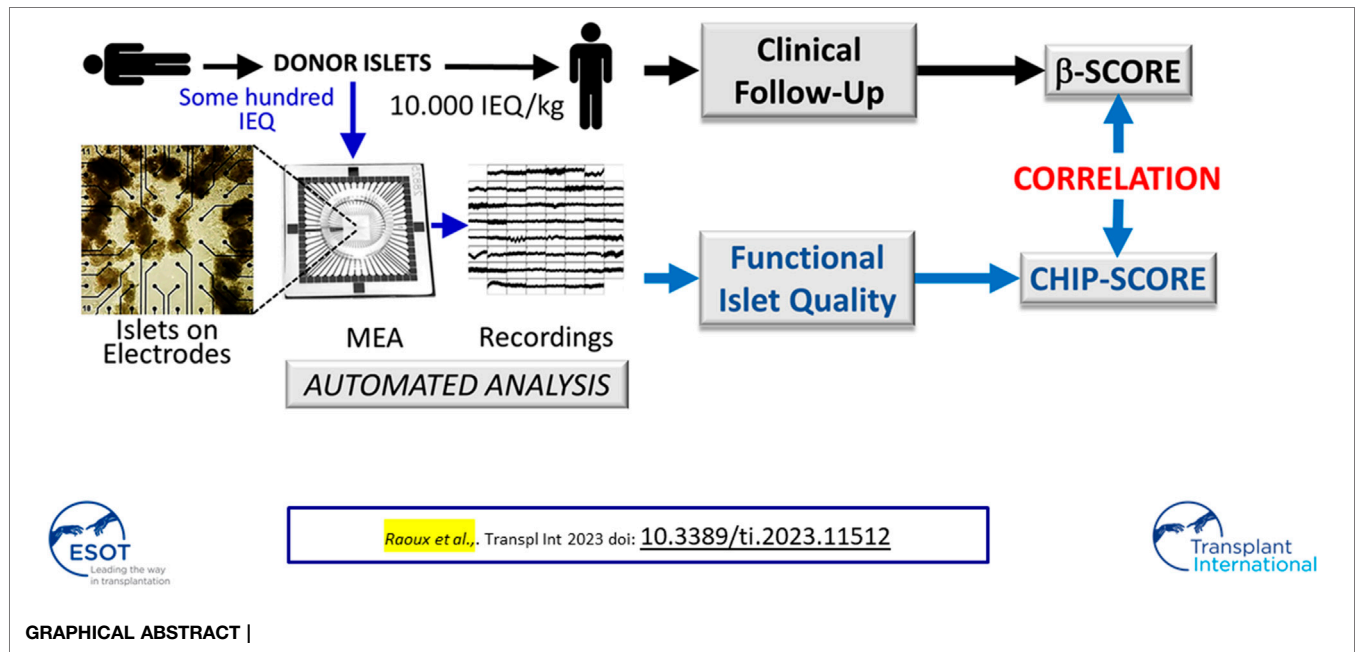 DONOR ISLETS
Some hundred
IEQ
10.000 IEQ/kg
Clinical
Follow-Up
β-SCORE
CORRELATION
Islets on
Electrodes
MEA
Recordings
AUTOMATED ANALYSIS
Functional
Islet Quality
CHIP-SCORE
ESOT
Leading the way
in transplantation
Raoux et al.,. Transpl Int 2023 doi: 10.3389/ti.2023.11512
Transplant
International
GRAPHICAL ABSTRACT |